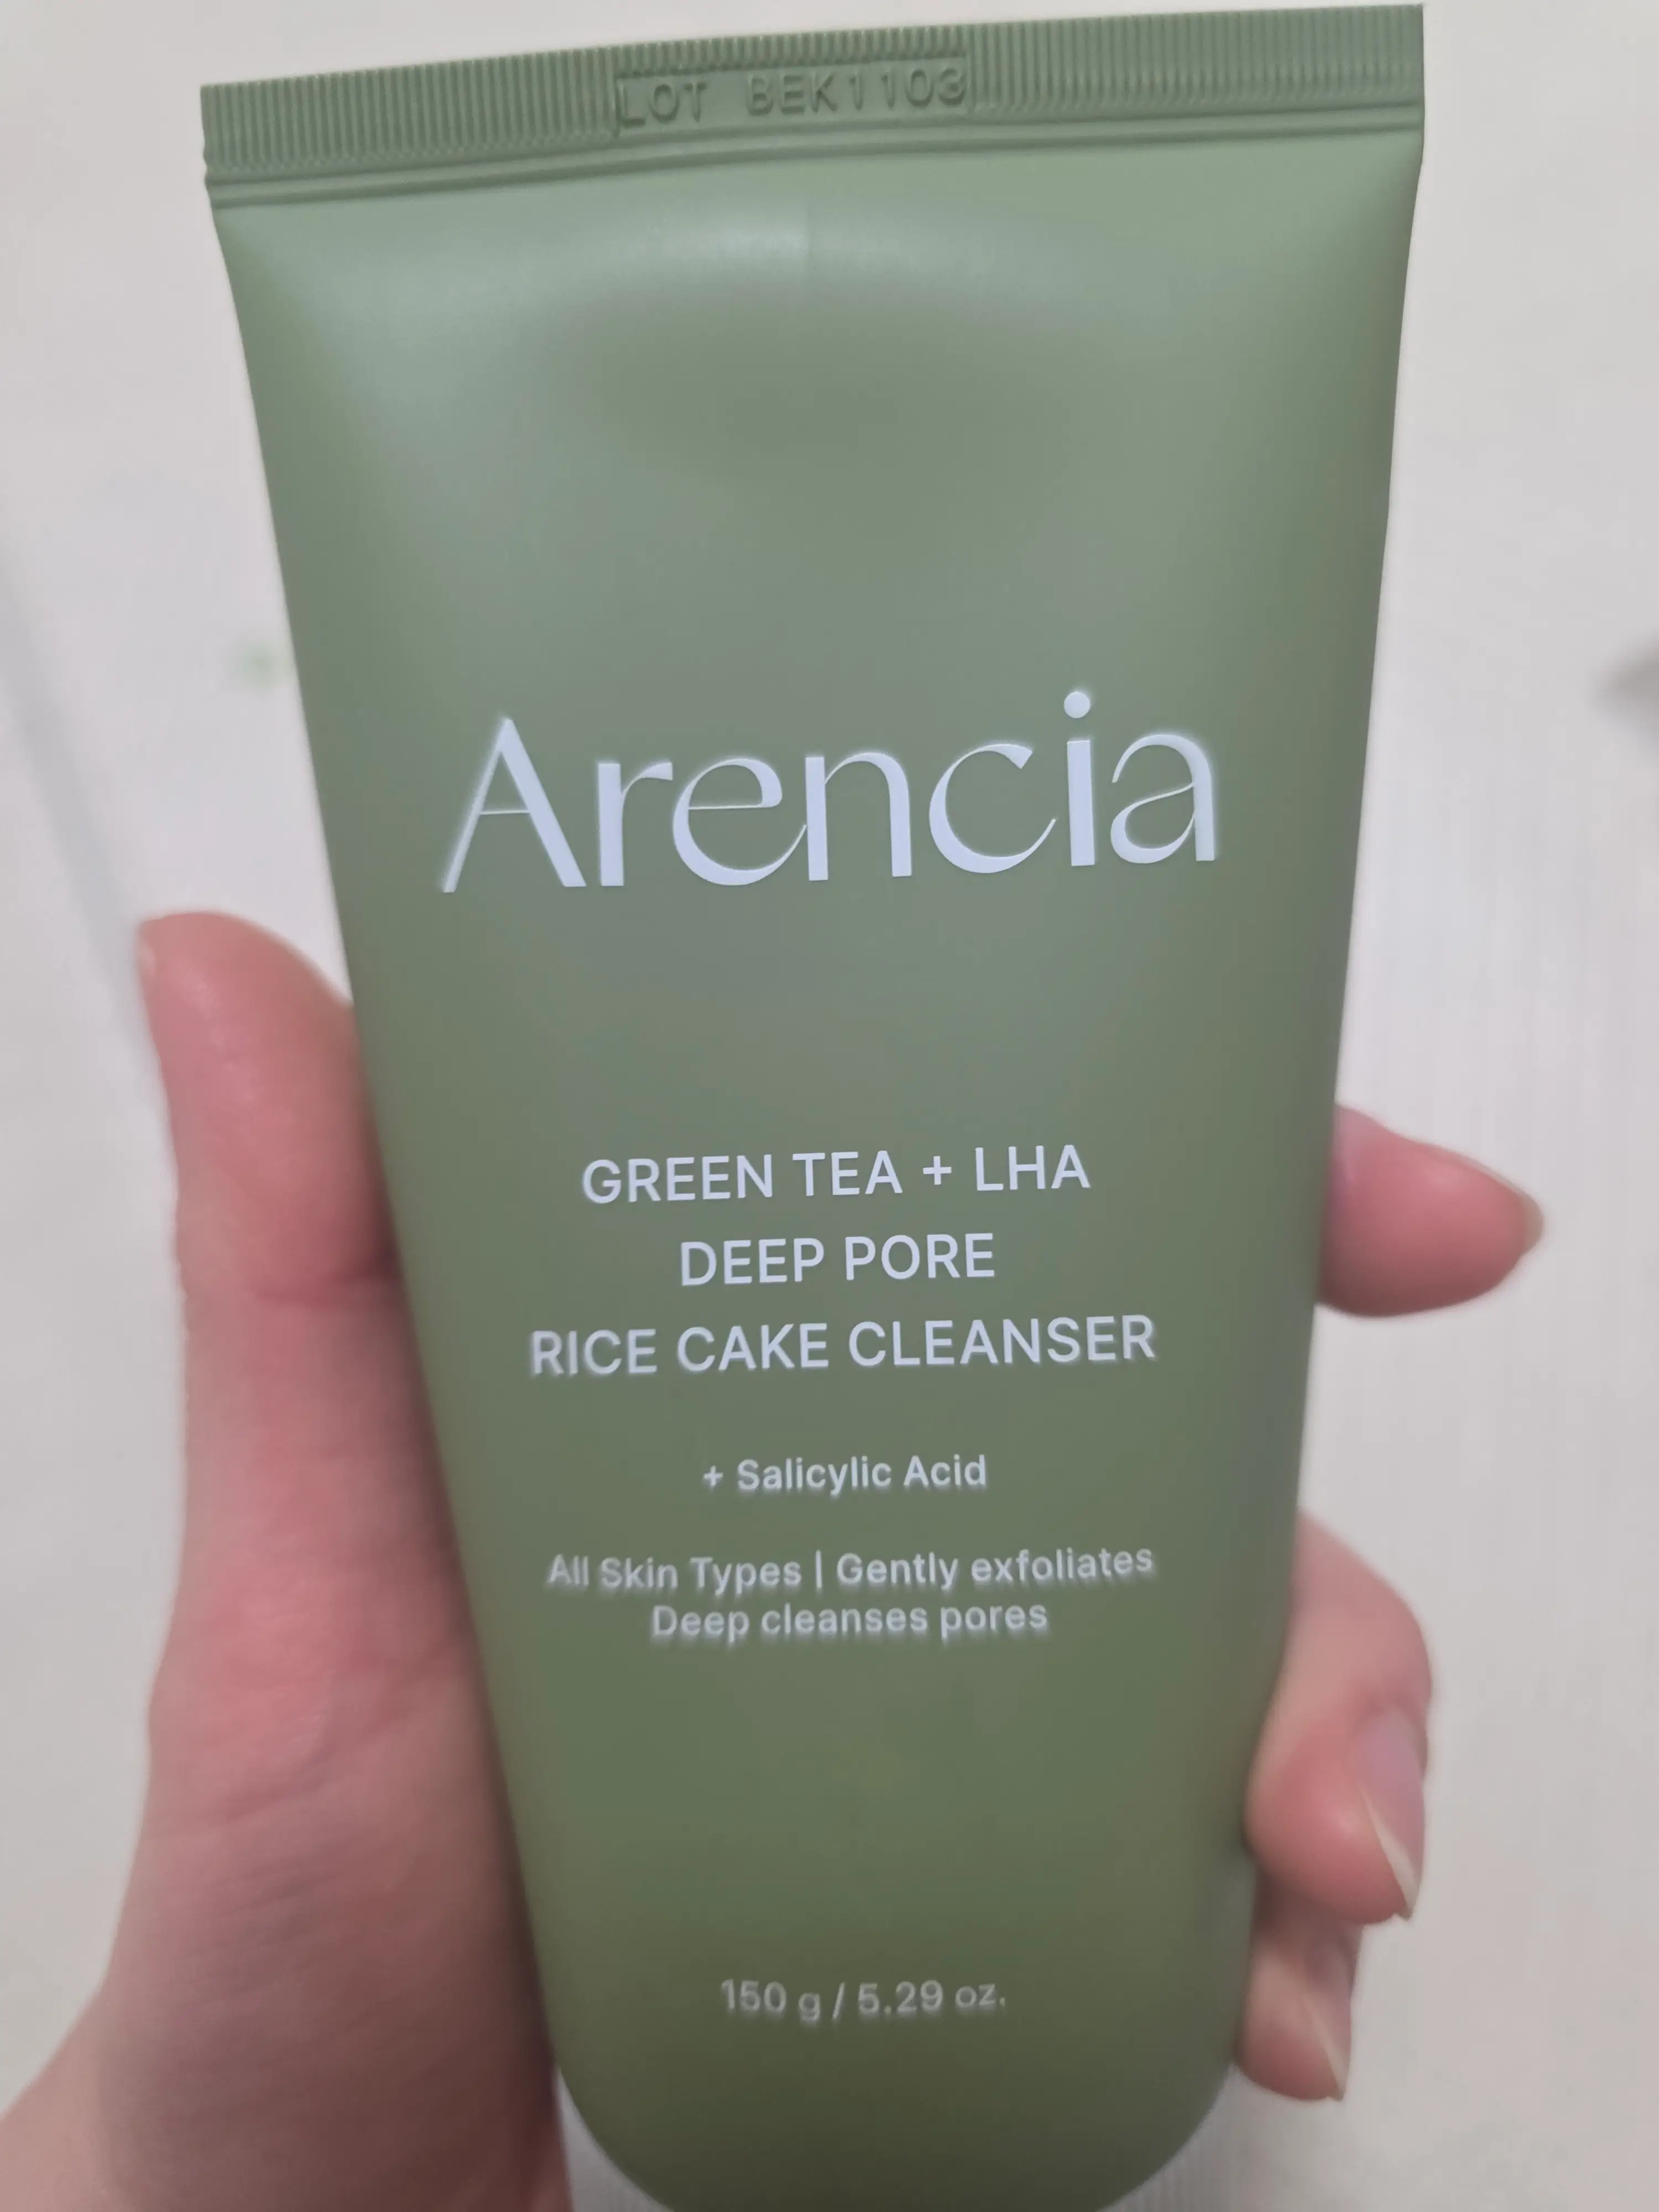 LOT BEK1103
Arencia
GREEN TEA + LHA
DEEP PORE
RICE CAKE CLEANSER
+ Salicylic Acid
All Skin Types | Gently exfoliates
Deep cleanses pores
150 g / 5.29 oz.